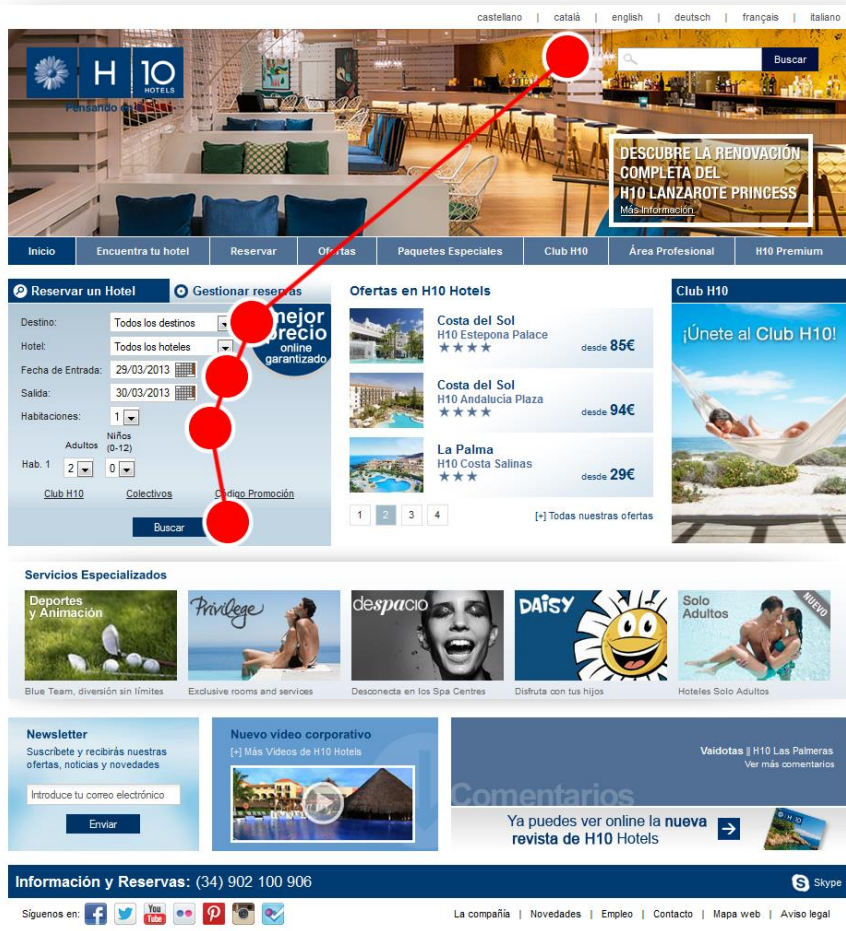 castellano | català | english | deutsch | français | italiano
H 10
HOTELS
Pensando en
Buscar
DESCUBRE LA RENOVACIÓN
COMPLETA DEL
H10 LANZAROTE PRINCESS
Más Información
Inicio Encuentra tu hotel Reservar Ofertas Paquetes Especiales Club H10 Área Profesional H10 Premium
Reservar un Hotel Gestionar reservas
mejor
precio
online
garantizado
Destino: Todos los destinos
Hotel: Todos los hoteles
Fecha de Entrada: 29/03/2013
Salida: 30/03/2013
Habitaciones: 1
Adultos Niños
(0-12)
Hab. 1 2 0
Club H10 Colectivos Código Promoción
Buscar
Ofertas en H10 Hotels
Costa del Sol
H10 Estepona Palace
★★★★ desde 85€
Costa del Sol
H10 Andalucía Plaza
★★★★ desde 94€
La Palma
H10 Costa Salinas
★★★ desde 29€
1 2 3 4 [+] Todas nuestras ofertas
Club H10
¡Únete al Club H10!
Servicios Especializados
Deportes
y Animación
Privilege
despacio
DAISY
Solo
Adultos
NUEVO
Blue Team, diversión sin límites
Exclusive rooms and services
Desconecta en los Spa Centres
Disfruta con tus hijos
Hoteles Solo Adultos
Newsletter
Suscríbete y recibirás nuestras
ofertas, noticias y novedades
Introduce tu correo electrónico
Enviar
Nuevo vídeo corporativo
[+] Más Videos de H10 Hotels
Vaidotas || H10 Las Palmeras
Ver más comentarios
Comentarios
Ya puedes ver online la nueva
revista de H10 Hotels
H10
Información y Reservas: (34) 902 100 906
Skype
Síguenos en: You Tube
La compañía | Novedades | Empleo | Contacto | Mapa web | Aviso legal